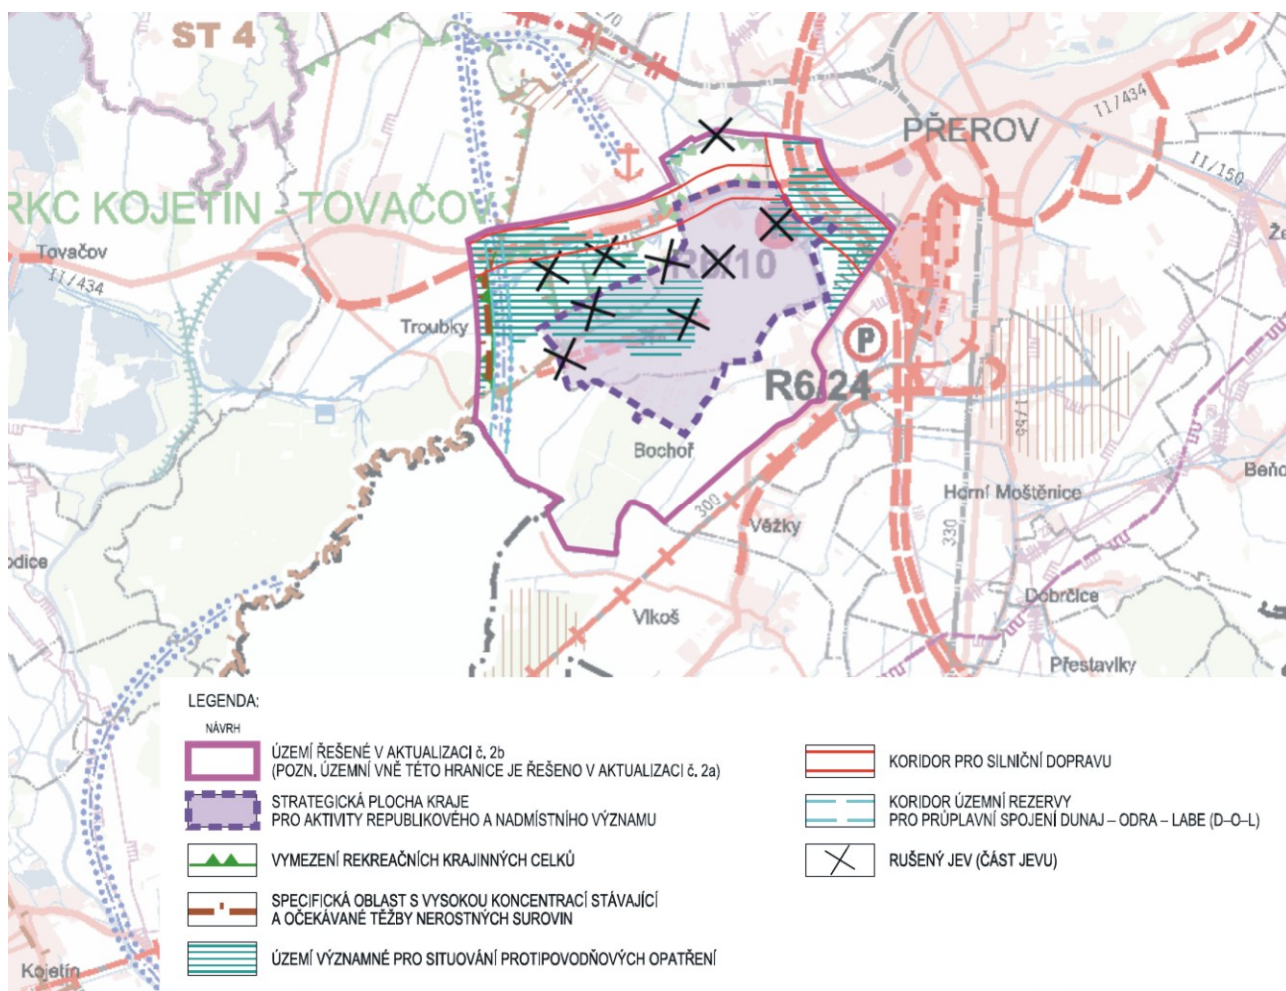 ST 4
II/434
PŘEROV
II/150
RKC KOJETÍN - TOVAČOV
Tovačov
II/434
Troubky
R6/24
P
Bochoř
I/55
300
Horní Moštěnice
Věžky
330
Dobrčice
Vlkoš
Přestavlky
Kojetín
LEGENDA:
NÁVRH
ÚZEMÍ ŘEŠENÉ V AKTUALIZACI č. 2b
(POZN. ÚZEMNÍ VNĚ TÉTO HRANICE JE ŘEŠENO V AKTUALIZACI č. 2a)
STRATEGICKÁ PLOCHA KRAJE
PRO AKTIVITY REPUBLIKOVÉHO A NADMÍSTNÍHO VÝZNAMU
VYMEZENÍ REKREAČNÍCH KRAJINNÝCH CELKŮ
SPECIFICKÁ OBLAST S VYSOKOU KONCENTRACÍ STÁVAJÍCÍ
A OČEKÁVANÉ TĚŽBY NEROSTNÝCH SUROVIN
ÚZEMÍ VÝZNAMNÉ PRO SITUOVÁNÍ PROTIPOVODŇOVÝCH OPATŘENÍ
KORIDOR PRO SILNIČNÍ DOPRAVU
KORIDOR ÚZEMNÍ REZERVY
PRO PRŮPLAVNÍ SPOJENÍ DUNAJ – ODRA – LABE (D–O–L)
RUŠENÝ JEV (ČÁST JEVU)